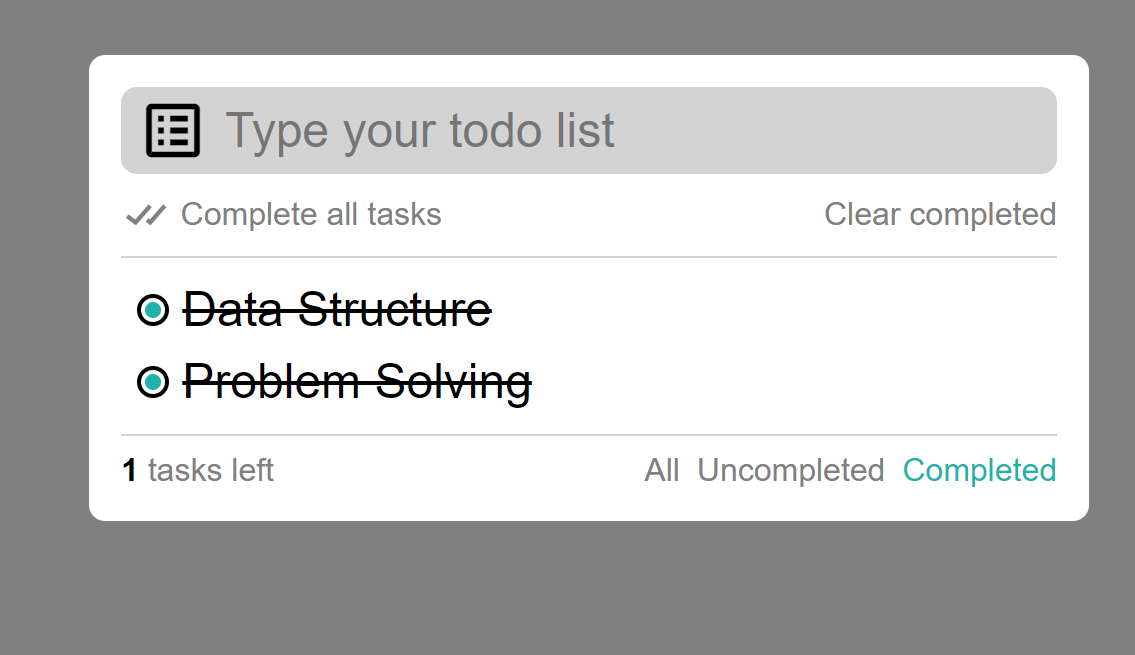 Type your todo list
Complete all tasks Clear completed
Data Structure
Problem Solving
1 tasks left All Uncompleted Completed